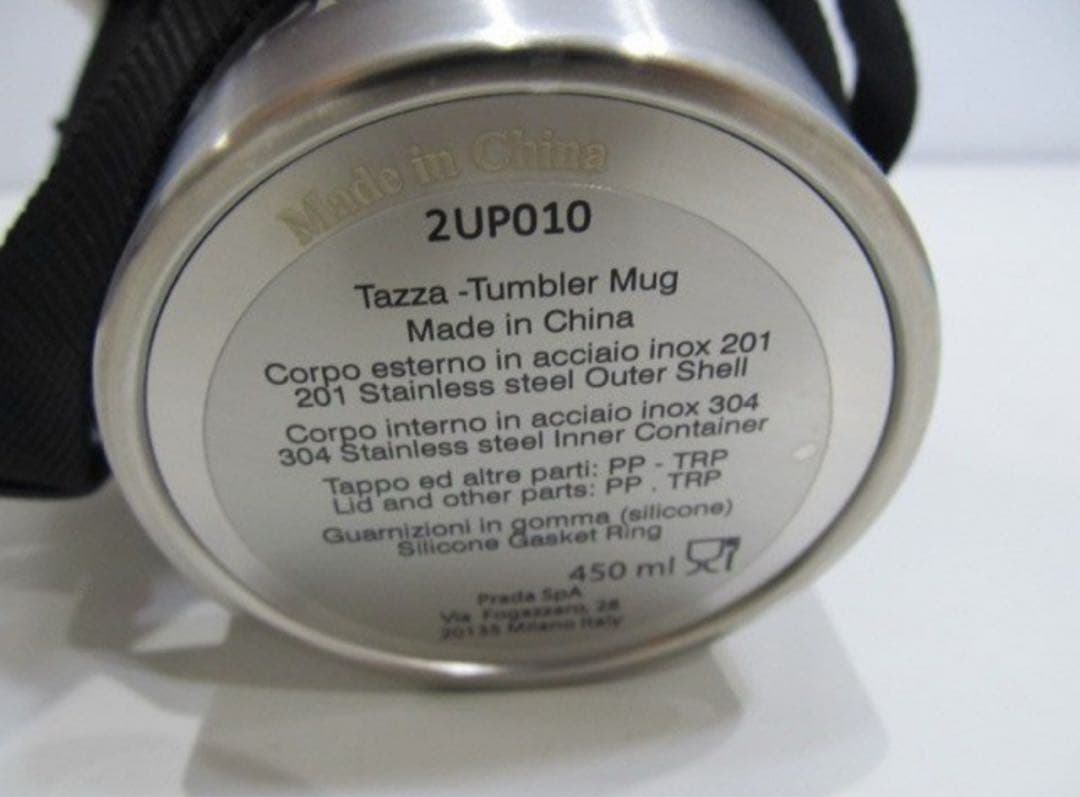 Made in China
2UP010
Tazza -Tumbler Mug
Made in China
Corpo esterno in acciaio inox 201
201 Stainless steel Outer Shell
Corpo interno in acciaio inox 304
304 Stainless steel Inner Container
Tappo ed altre parti: PP - TRP
Lid and other parts: PP . TRP
Guarnizioni in gomma (silicone)
Silicone Gasket Ring
450 ml
Prada SpA
Via Fogazzaro, 28
20135 Milano Italy